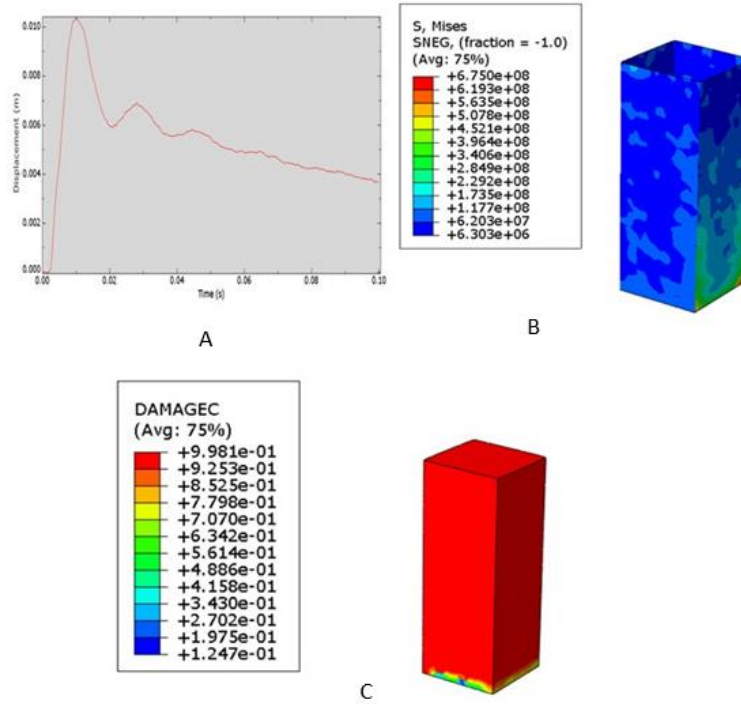 0.010
0.008
0.006
0.004
0.002
0.000
Displacement (m)
0.00
0.02
0.04
0.06
0.08
0.10
Time (s)
A
S, Mises
SNEG, (fraction = -1.0)
(Avg: 75%)
+6.750e+08
+6.193e+08
+5.635e+08
+5.078e+08
+4.521e+08
+3.964e+08
+3.406e+08
+2.849e+08
+2.292e+08
+1.735e+08
+1.177e+08
+6.203e+07
+6.303e+06
B
DAMAGEC
(Avg: 75%)
+9.981e-01
+9.253e-01
+8.525e-01
+7.798e-01
+7.070e-01
+6.342e-01
+5.614e-01
+4.886e-01
+4.158e-01
+3.430e-01
+2.702e-01
+1.975e-01
+1.247e-01
C